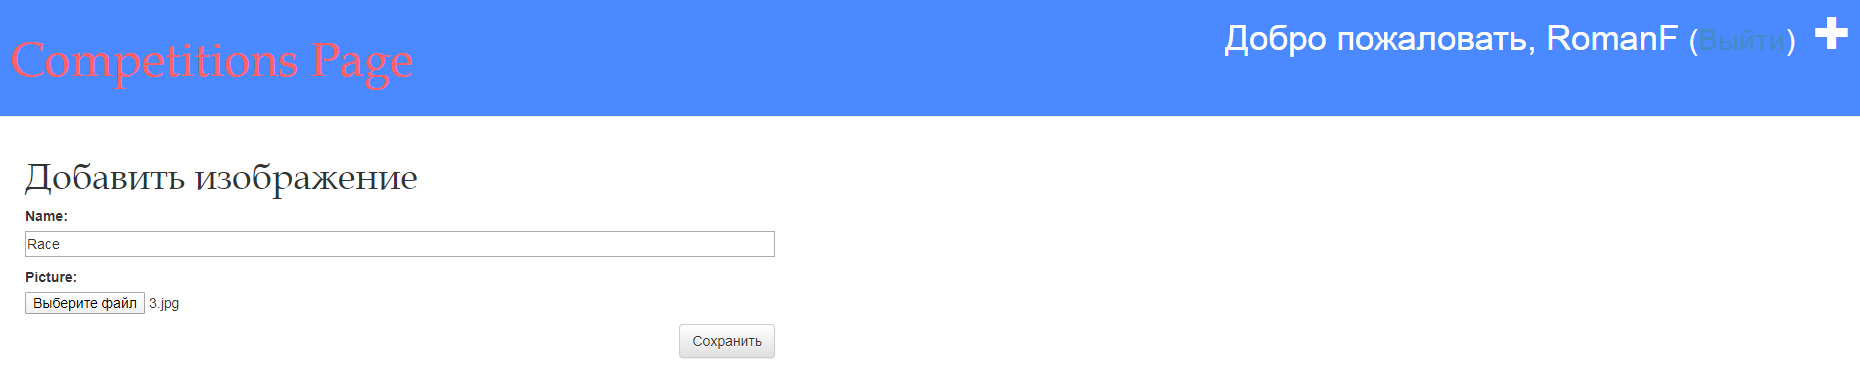 Competitions Page
Добро пожаловать, RomanF (Выйти)
Добавить изображение
Name:
Race
Picture:
Выберите файл 3.jpg
Сохранить